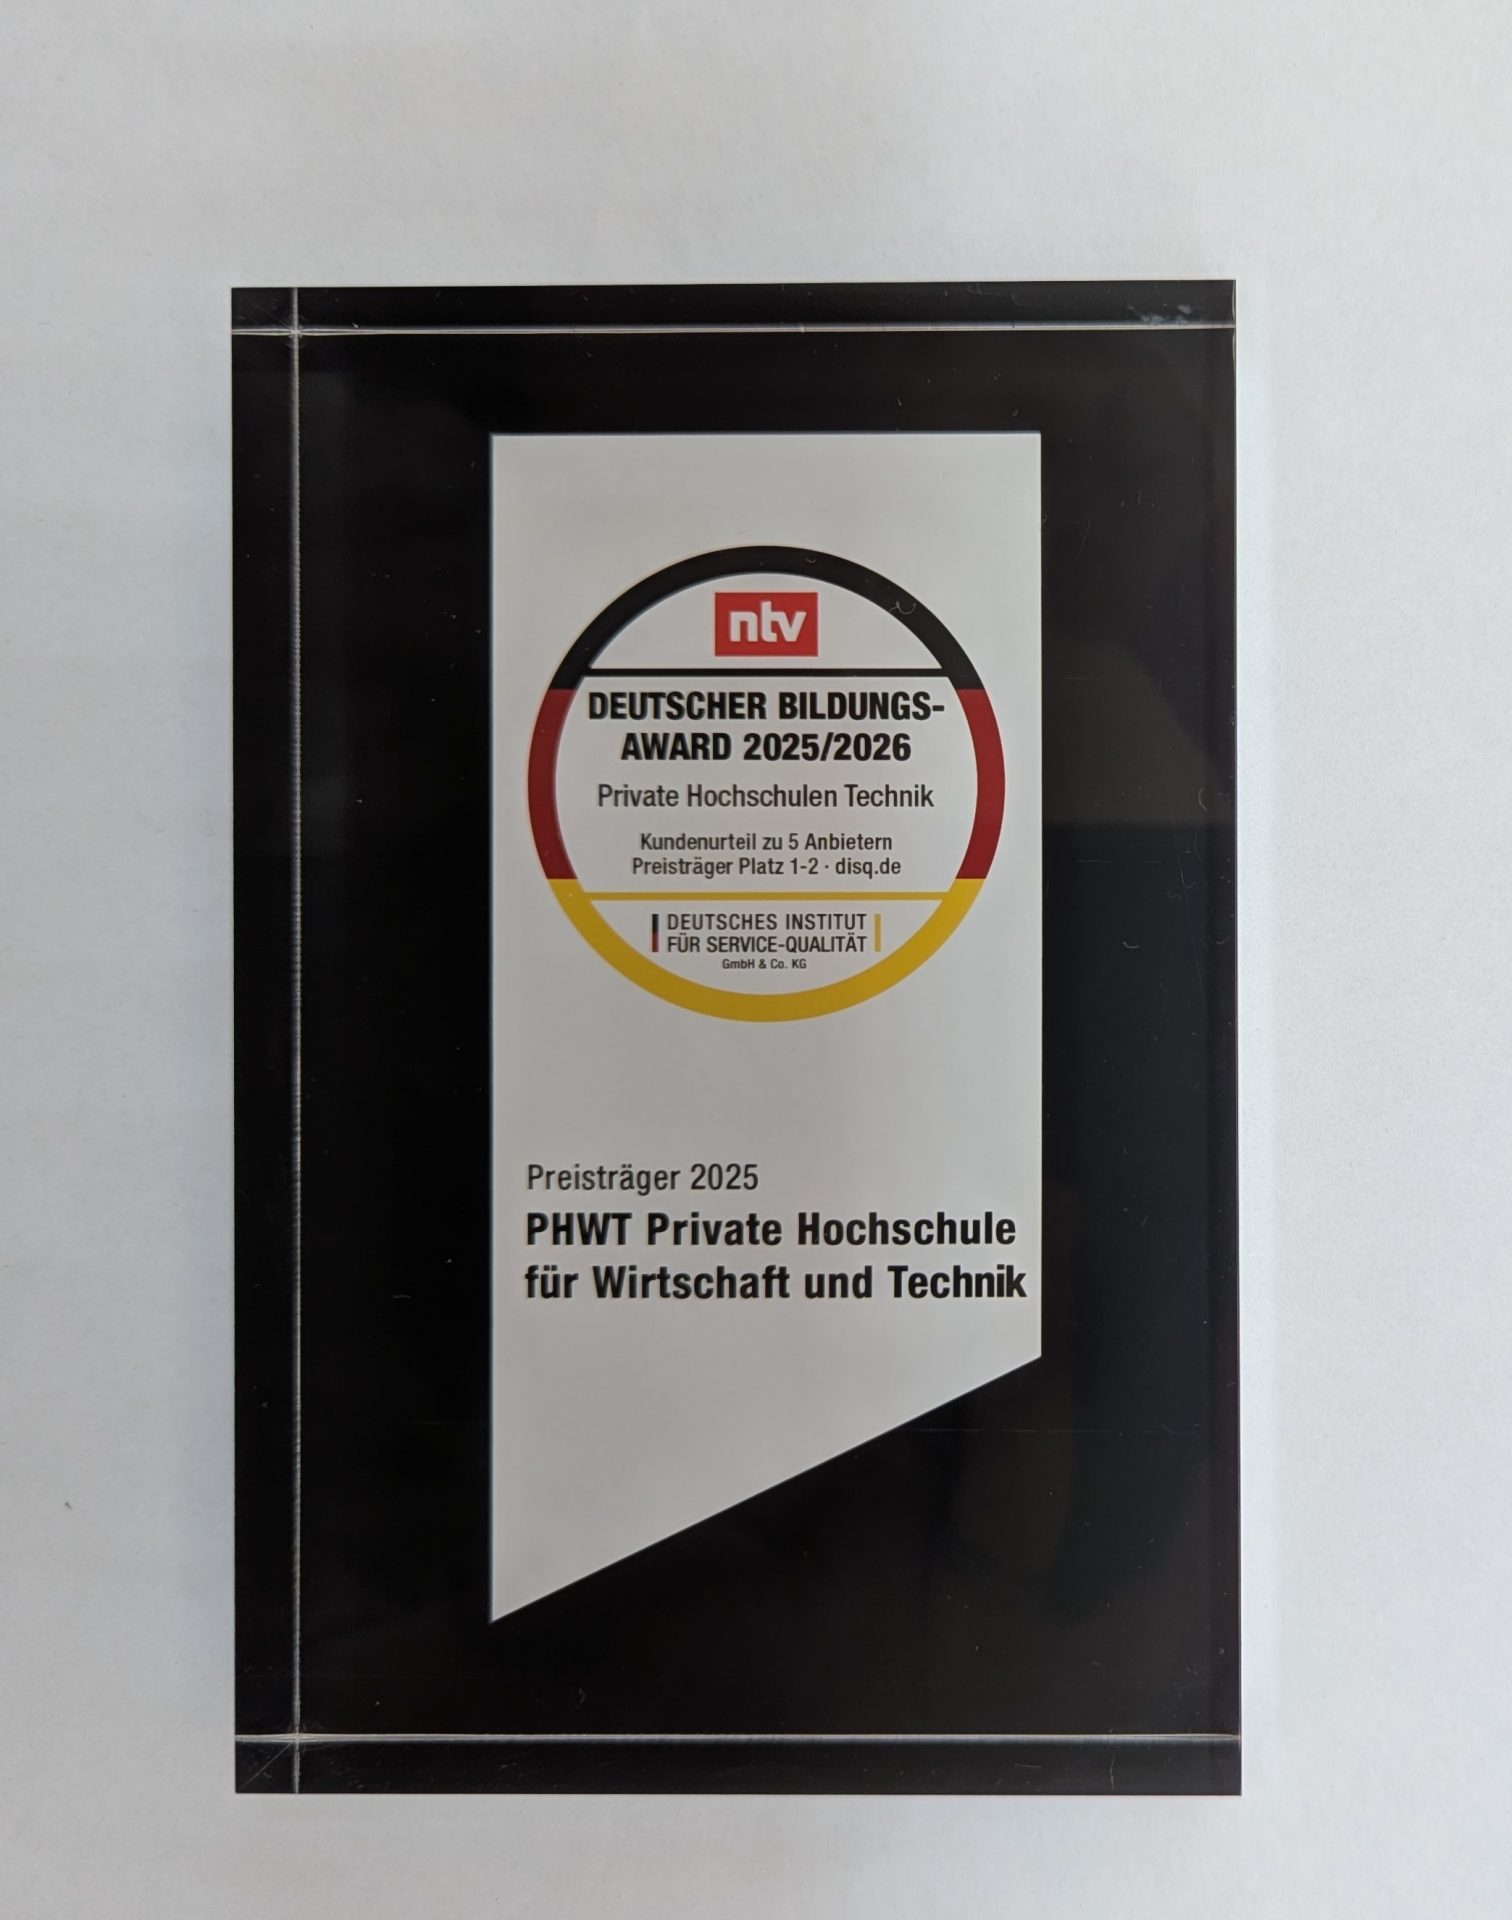 ntv
DEUTSCHER BILDUNGS-
AWARD 2025/2026
Private Hochschulen Technik
Kundenurteil zu 5 Anbietern
Preisträger Platz 1-2 · disq.de
DEUTSCHES INSTITUT
FÜR SERVICE-QUALITÄT
GmbH & Co. KG
Preisträger 2025
PHWT Private Hochschule
für Wirtschaft und Technik